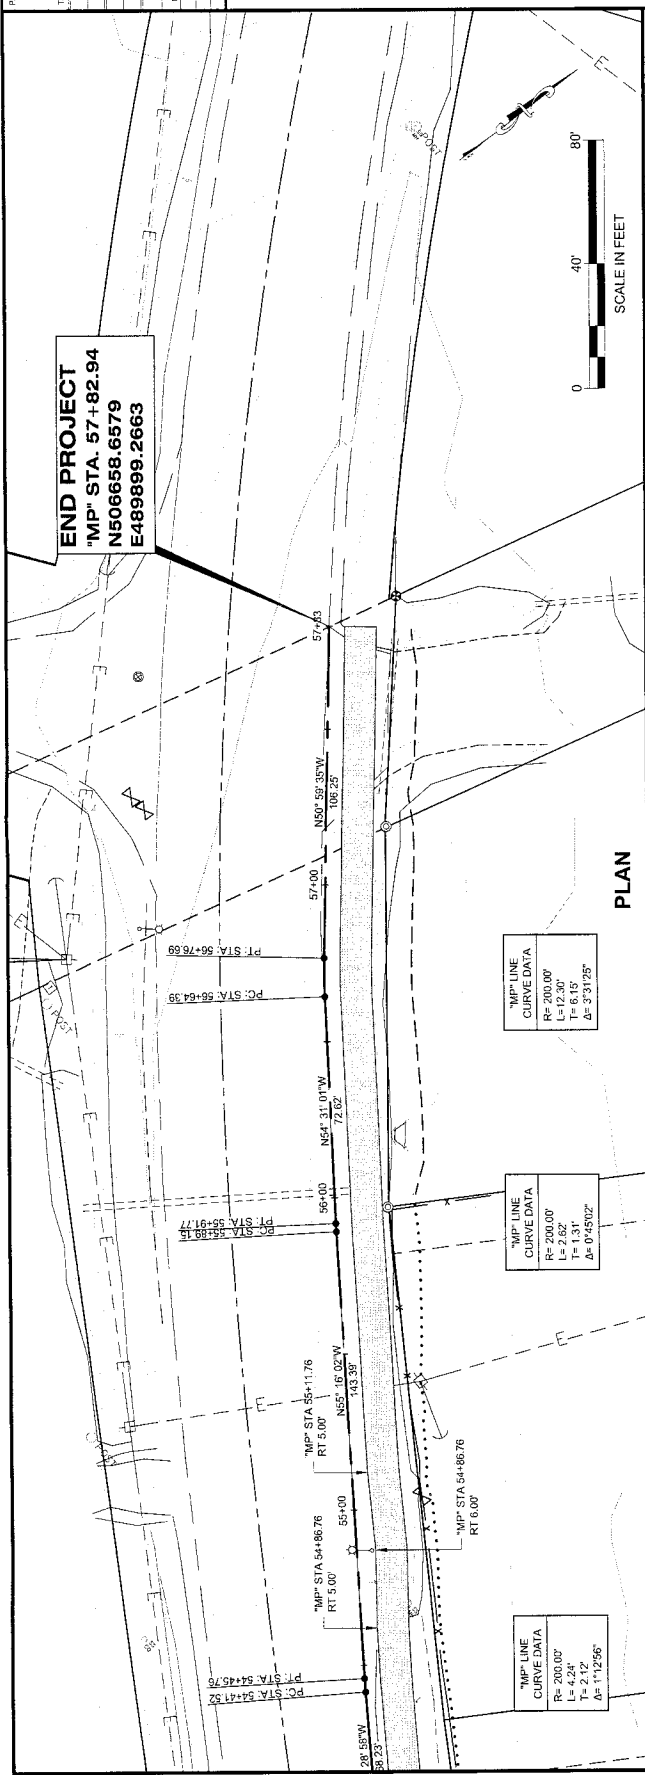 END PROJECT
"MP" STA. 57+82.94
N506658.6579
E489899.2663
0 40' 80'
SCALE IN FEET
POST
POST
57+83
N50° 59' 35"W
106.25'
57+00
PT: STA: 56+76.69
PC: STA: 56+64.39
N54° 31' 01"W
72.62'
56+00
PT: STA: 55+91.77
PC: STA: 55+89.15
N55° 16' 02"W
143.39'
"MP" STA 55+11.76
RT 5.00'
55+00
"MP" STA 54+86.76
RT 5.00'
"MP" STA 54+86.76
RT 6.00'
PT: STA: 54+45.76
PC: STA: 54+41.52
28' 58"W
38.23'
"MP" LINE
CURVE DATA
R= 200.00'
L= 4.24'
T= 2.12'
Δ= 1°12'56"
"MP" LINE
CURVE DATA
R= 200.00'
L= 2.62'
T= 1.31'
Δ= 0°45'02"
"MP" LINE
CURVE DATA
R= 200.00'
L=12.30'
T= 6.15'
Δ= 3°31'25"
PLAN
E
E
E
E
E
E
E
E
E
E
E